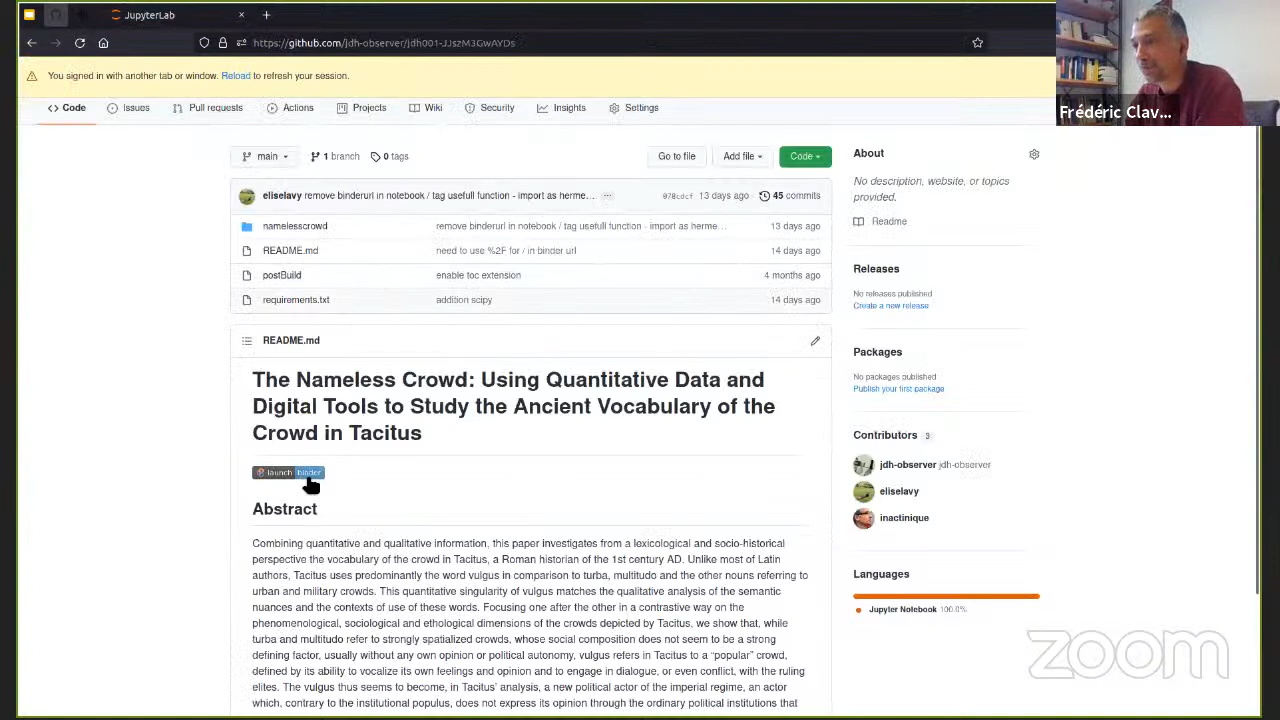 JupyterLab
https://github.com/jdh-observer/jdh001-JJszM3GwAYDs
You signed in with another tab or window. Reload to refresh your session.
Frédéric Clav...
Code Issues Pull requests Actions Projects Wiki Security Insights Settings
main 1 branch 0 tags Go to file Add file Code
eliselavy remove binderurl in notebook / tag usefull function - import as herme... 078cdcf 13 days ago 45 commits
namelesscrowd remove binderurl in notebook / tag usefull function - import as herme... 13 days ago
README.md need to use %2F for / in binder url 14 days ago
postBuild enable toc extension 4 months ago
requirements.txt addition scipy 14 days ago
README.md
The Nameless Crowd: Using Quantitative Data and
Digital Tools to Study the Ancient Vocabulary of the
Crowd in Tacitus
launch binder
Abstract
Combining quantitative and qualitative information, this paper investigates from a lexicological and socio-historical
perspective the vocabulary of the crowd in Tacitus, a Roman historian of the 1st century AD. Unlike most of Latin
authors, Tacitus uses predominantly the word vulgus in comparison to turba, multitudo and the other nouns referring to
urban and military crowds. This quantitative singularity of vulgus matches the qualitative analysis of the semantic
nuances and the contexts of use of these words. Focusing one after the other in a contrastive way on the
phenomenological, sociological and ethological dimensions of the crowds depicted by Tacitus, we show that, while
turba and multitudo refer to strongly spatialized crowds, whose social composition does not seem to be a strong
defining factor, usually without any own opinion or political autonomy, vulgus refers in Tacitus to a "popular" crowd,
defined by its ability to vocalize its own feelings and opinion and to engage in dialogue, or even conflict, with the ruling
elites. The vulgus thus seems to become, in Tacitus' analysis, a new political actor of the imperial regime, an actor
which, contrary to the institutional populus, does not express its opinion through the ordinary political institutions that
About
No description, website, or topics
provided.
Readme
Releases
No releases published
Create a new release
Packages
No packages published
Publish your first package
Contributors 3
jdh-observer jdh-observer
eliselavy
inactinique
Languages
Jupyter Notebook 100.0%
zoom